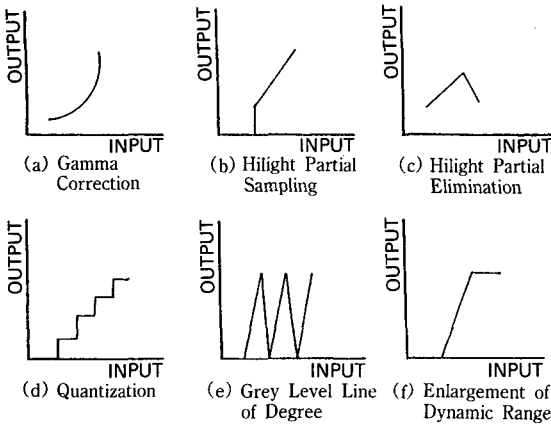 OUTPUT
INPUT
(a) Gamma
Correction
OUTPUT
INPUT
(b) Hilight Partial
Sampling
OUTPUT
INPUT
(c) Hilight Partial
Elimination
OUTPUT
INPUT
(d) Quantization
OUTPUT
INPUT
(e) Grey Level Line
of Degree
OUTPUT
INPUT
(f) Enlargement of
Dynamic Range